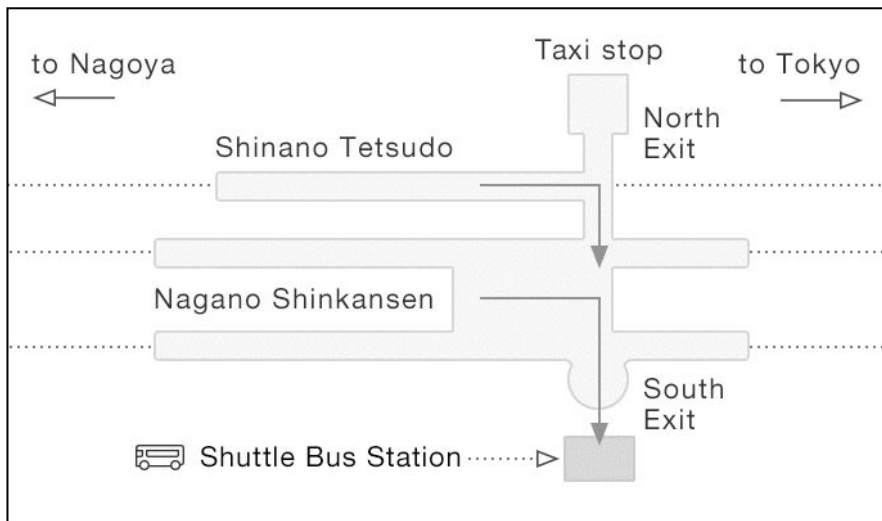 Taxi stop
to Nagoya
to Tokyo
North
Exit
Shinano Tetsudo
Nagano Shinkansen
South
Exit
Shuttle Bus Station